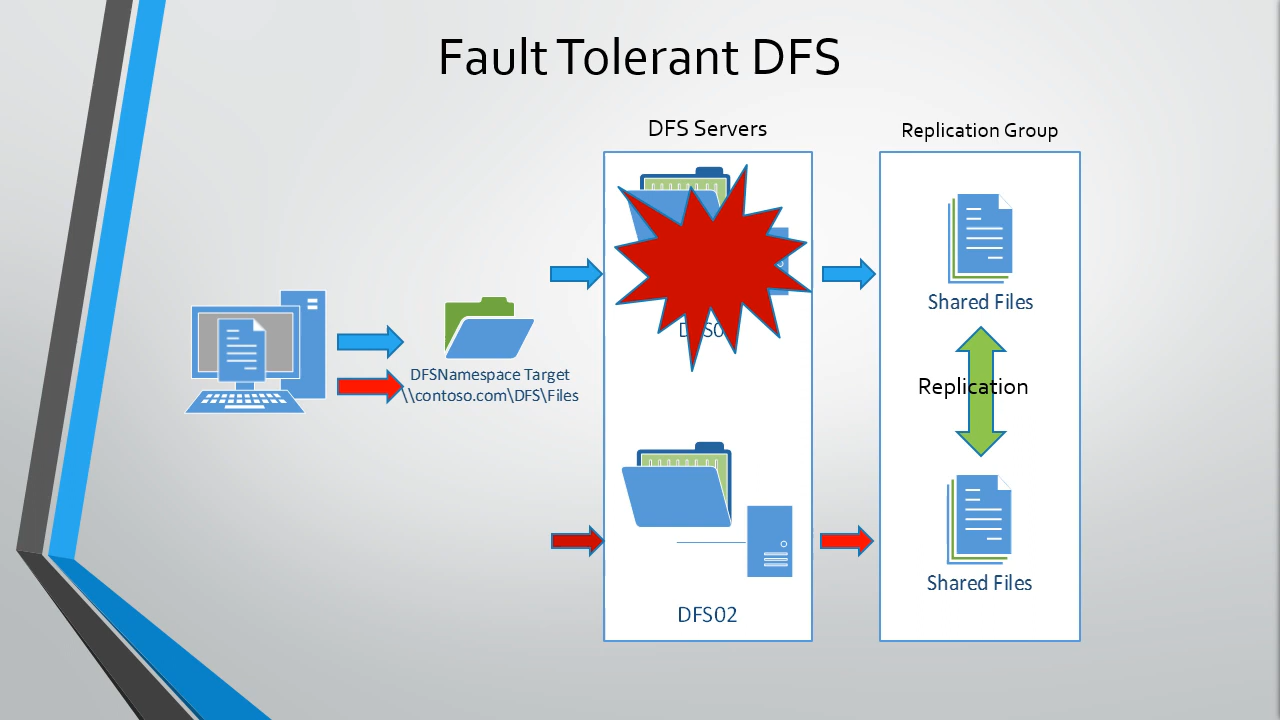 Fault Tolerant DFS
DFS Servers
Replication Group
Shared Files
DFSNamespace Target
\\contoso.com\DFS\Files
Replication
DFS02
Shared Files